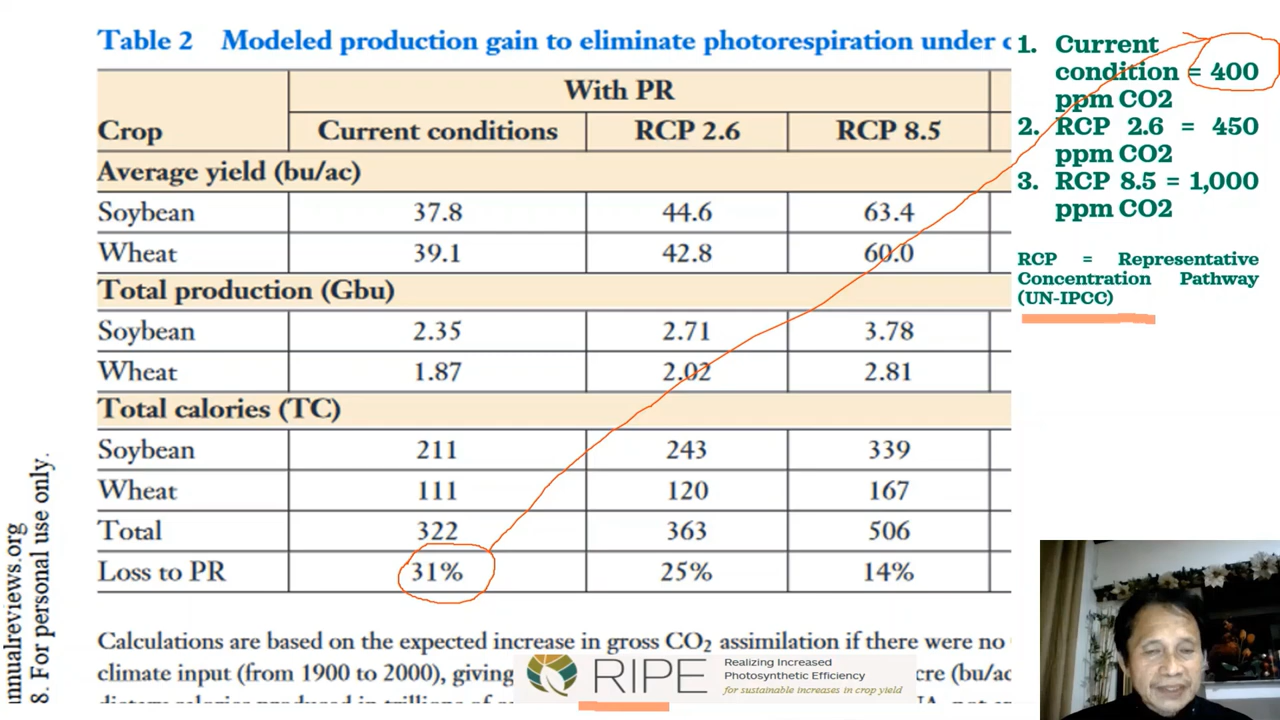 Table 2 Modeled production gain to eliminate photorespiration under
With PR
Crop Current conditions RCP 2.6 RCP 8.5
Average yield (bu/ac)
Soybean 37.8 44.6 63.4
Wheat 39.1 42.8 60.0
Total production (Gbu)
Soybean 2.35 2.71 3.78
Wheat 1.87 2.02 2.81
Total calories (TC)
Soybean 211 243 339
Wheat 111 120 167
Total 322 363 506
Loss to PR 31% 25% 14%
Calculations are based on the expected increase in gross CO₂ assimilation if there were no
climate input (from 1900 to 2000), giving
cre (bu/ac
1. Current
condition = 400
ppm CO2
2. RCP 2.6 = 450
ppm CO2
3. RCP 8.5 = 1,000
ppm CO2
RCP = Representative
Concentration Pathway
(UN-IPCC)
RIPE
Realizing Increased
Photosynthetic Efficiency
for sustainable increases in crop yield
nnualreviews.org
8. For personal use only.